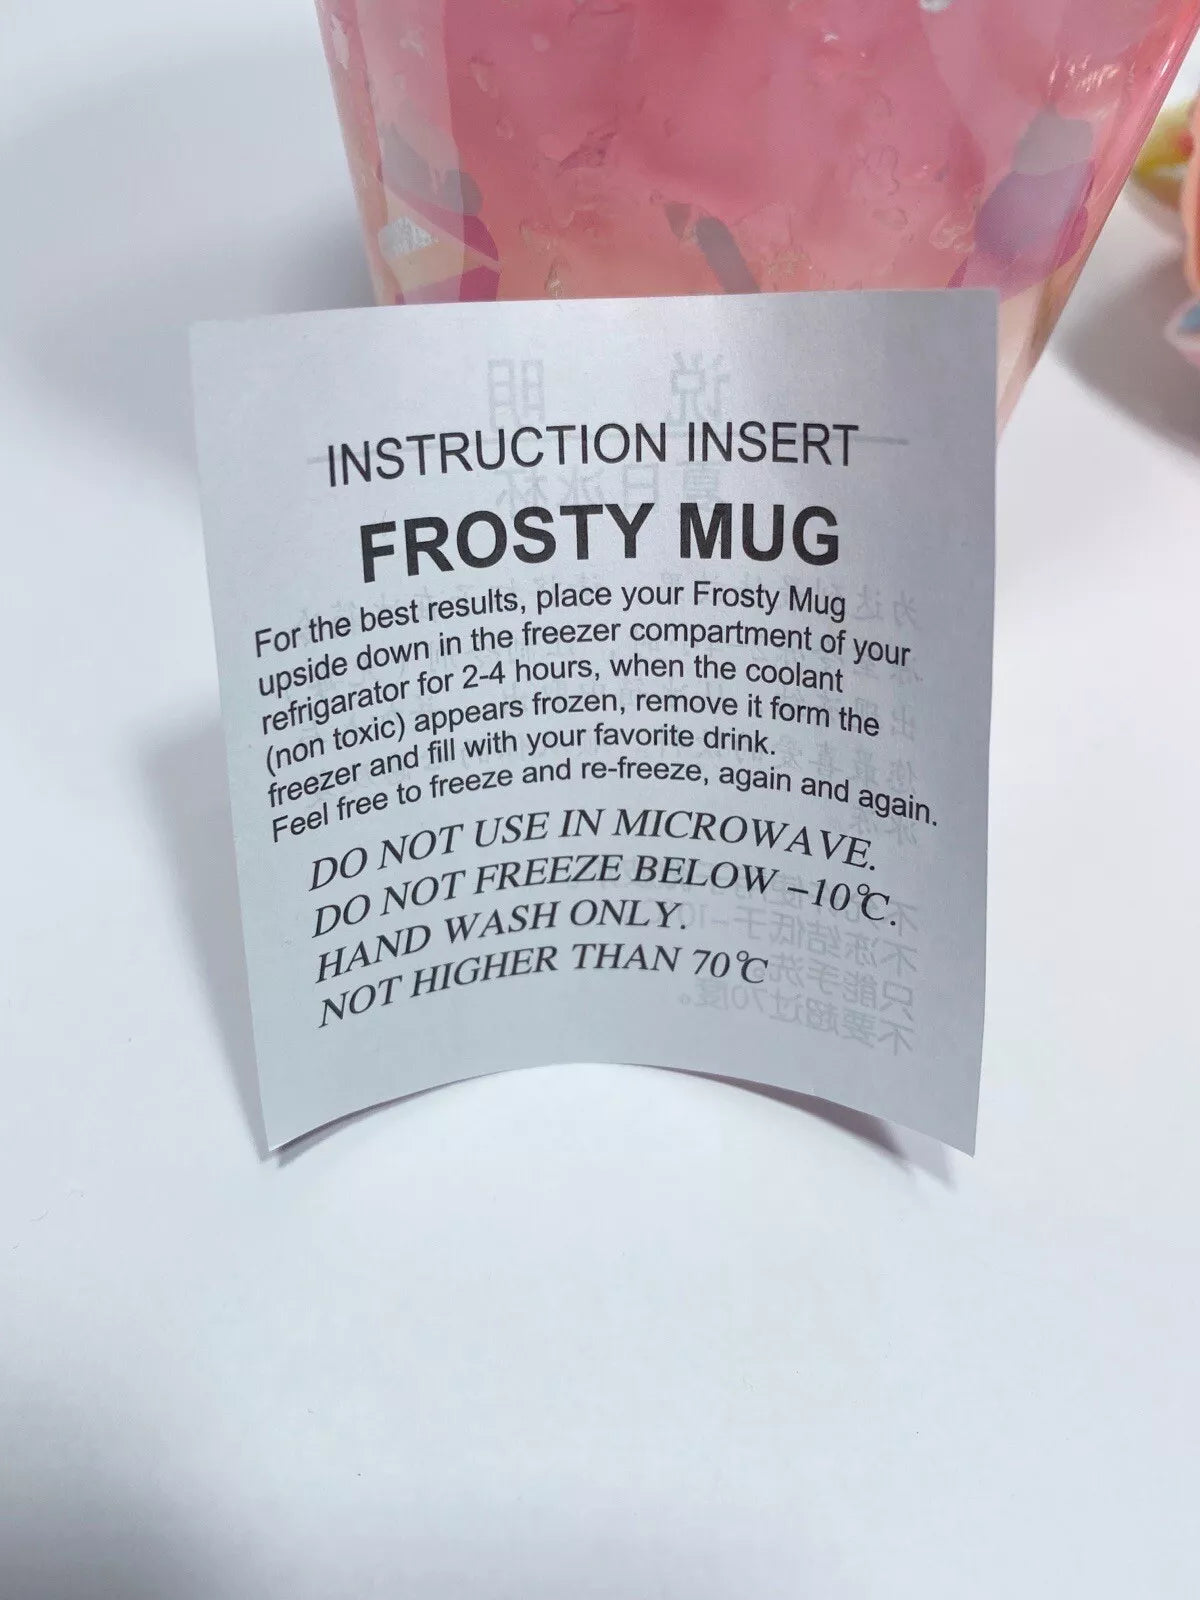 INSTRUCTION INSERT
FROSTY MUG
For the best results, place your Frosty Mug
upside down in the freezer compartment of your
refrigarator for 2-4 hours, when the coolant
(non toxic) appears frozen, remove it form the
freezer and fill with your favorite drink.
Feel free to freeze and re-freeze, again and again.
DO NOT USE IN MICROWAVE.
DO NOT FREEZE BELOW –10℃.
HAND WASH ONLY.
NOT HIGHER THAN 70℃